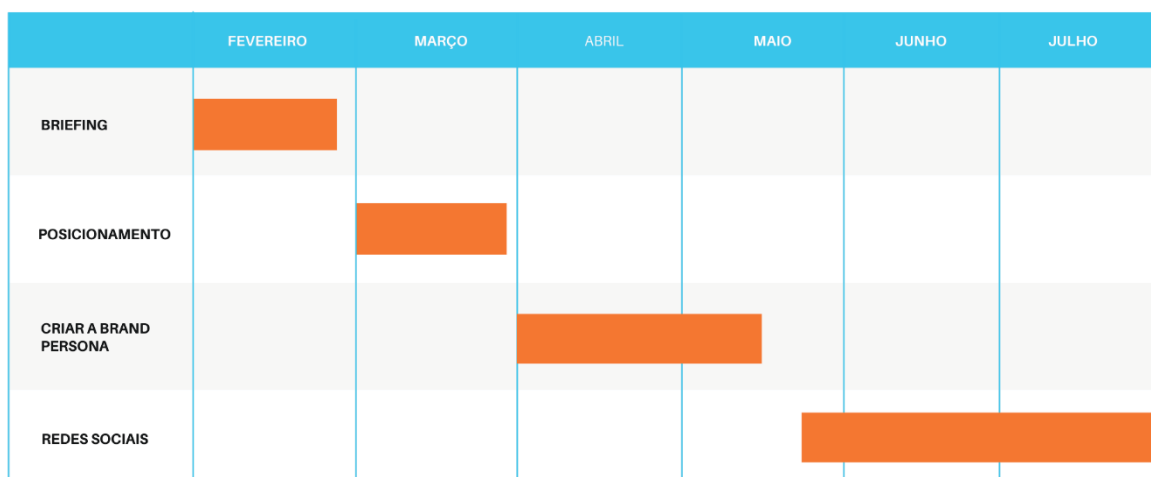 FEVEREIRO MARÇO ABRIL MAIO JUNHO JULHO
BRIEFING
POSICIONAMENTO
CRIAR A BRAND
PERSONA
REDES SOCIAIS